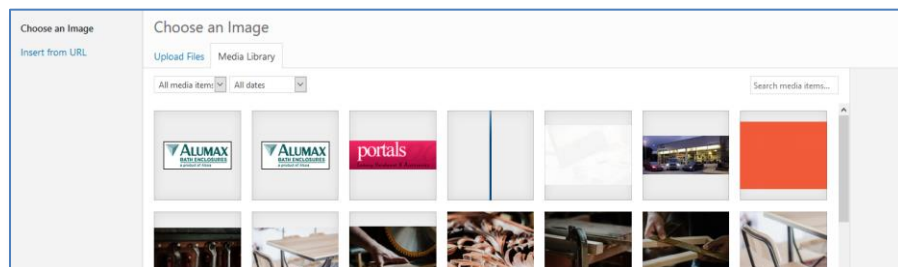 Choose an Image
Insert from URL
Choose an Image
Upload Files Media Library
All media items All dates
Search media items...
ALUMAX
BATH ENCLOSURES
ALUMAX
BATH ENCLOSURES
portals